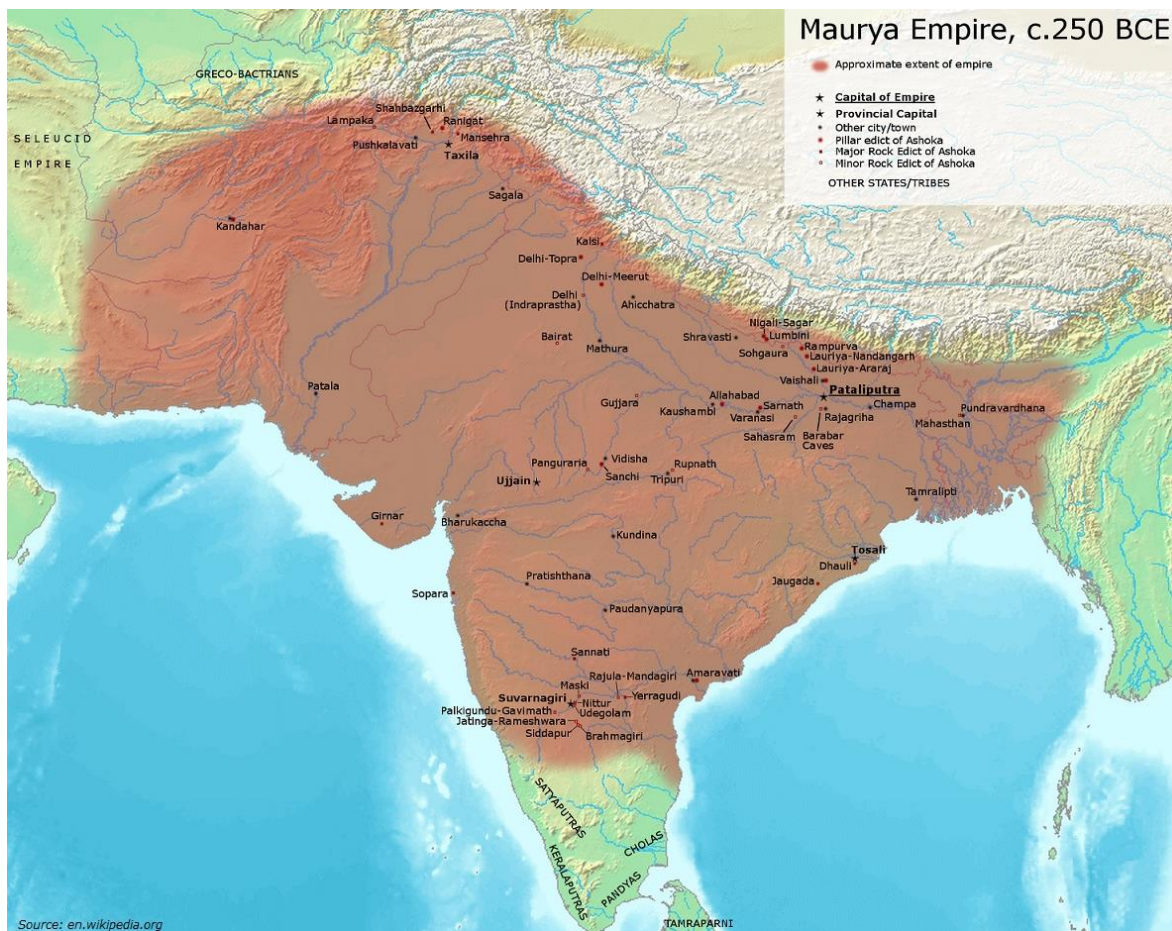 Maurya Empire, c.250 BCE
Approximate extent of empire
Capital of Empire
Provincial Capital
Other city/town
Pillar edict of Ashoka
Major Rock Edict of Ashoka
Minor Rock Edict of Ashoka
OTHER STATES/TRIBES
GRECO-BACTRIANS
SELEUCID
EMPIRE
Shahbazgarhi
Lampaka
Ranigat
Pushkalavati
Mansehra
Taxila
Sagala
Kandahar
Kalsi
Delhi-Topra
Delhi-Meerut
Delhi
(Indraprastha)
Ahicchatra
Bairat
Mathura
Nigali-Sagar
Shravasti
Lumbini
Sohgaura
Rampurva
Lauriya-Nandangarh
Lauriya-Araraj
Vaishali
Patala
Pataliputra
Gujjara
Allahabad
Kaushambi
Sarnath
Varanasi
Champa
Rajagriha
Pundravardhana
Mahasthan
Sahasram
Barabar
Caves
Vidisha
Panguraria
Rupnath
Sanchi
Tripuri
Ujjain
Tamralipti
Girnar
Bharukaccha
Kundina
Tosali
Dhauli
Pratishthana
Jaugada
Sopara
Paudanyapura
Sannati
Rajula-Mandagiri
Amaravati
Maski
Suvarnagiri
Yerragudi
Nittur
Palkigundu-Gavimath
Udegolam
Jatinga-Rameshwara
Siddapur
Brahmagiri
SATYAPUTRAS
CHOLAS
KERALAPUTRAS
PANDYAS
TAMRAPARNI
Source: en.wikipedia.org